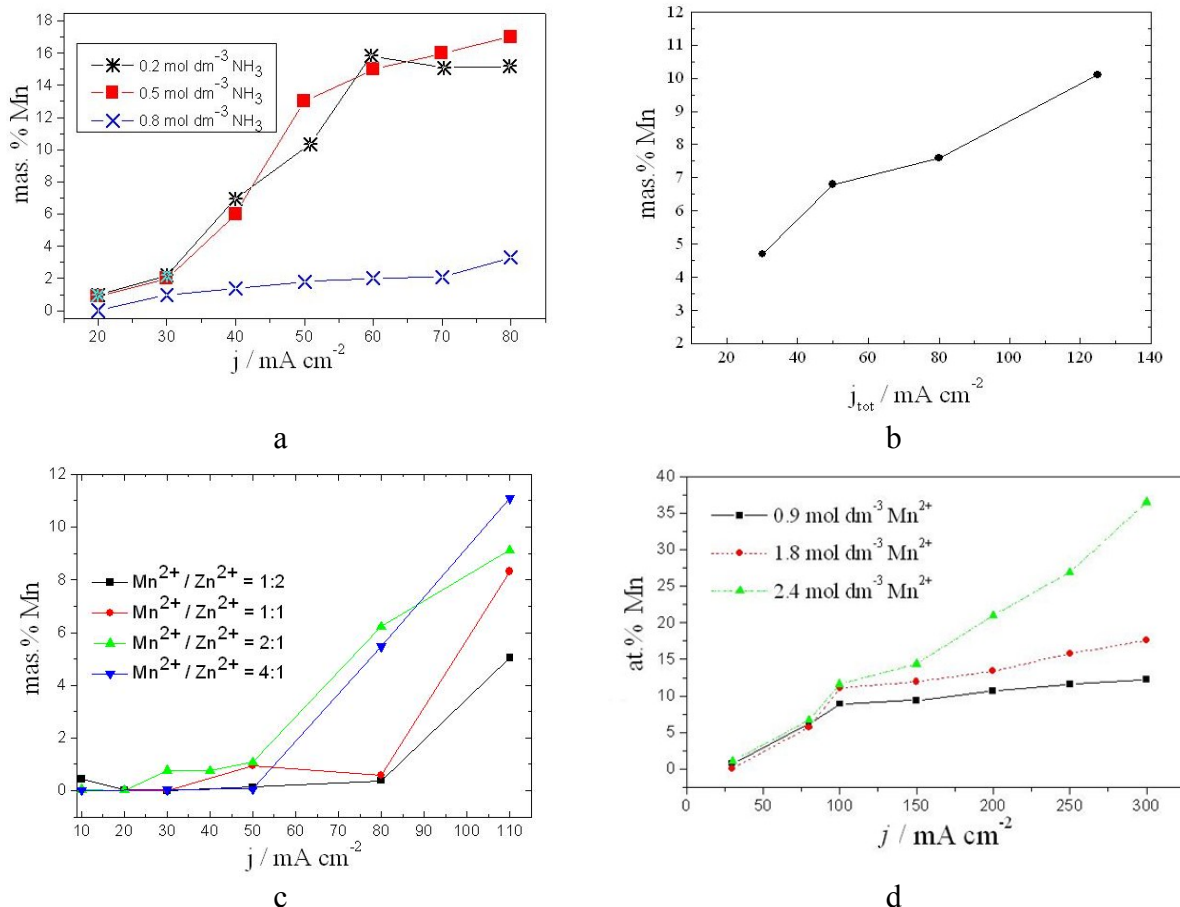 18
16
14
12
10
8
6
4
2
0
mas. % Mn
0.2 mol dm⁻³ NH₃
0.5 mol dm⁻³ NH₃
0.8 mol dm⁻³ NH₃
20 30 40 50 60 70 80
j / mA cm⁻²
a
12
11
10
9
8
7
6
5
4
3
2
mas.% Mn
20 40 60 80 100 120 140
j_tot / mA cm⁻²
b
12
10
8
6
4
2
0
mas.% Mn
Mn²⁺ / Zn²⁺ = 1:2
Mn²⁺ / Zn²⁺ = 1:1
Mn²⁺ / Zn²⁺ = 2:1
Mn²⁺ / Zn²⁺ = 4:1
10 20 30 40 50 60 70 80 90 100 110
j / mA cm⁻²
c
40
35
30
25
20
15
10
5
0
at.% Mn
0.9 mol dm⁻³ Mn²⁺
1.8 mol dm⁻³ Mn²⁺
2.4 mol dm⁻³ Mn²⁺
0 50 100 150 200 250 300
j / mA cm⁻²
d